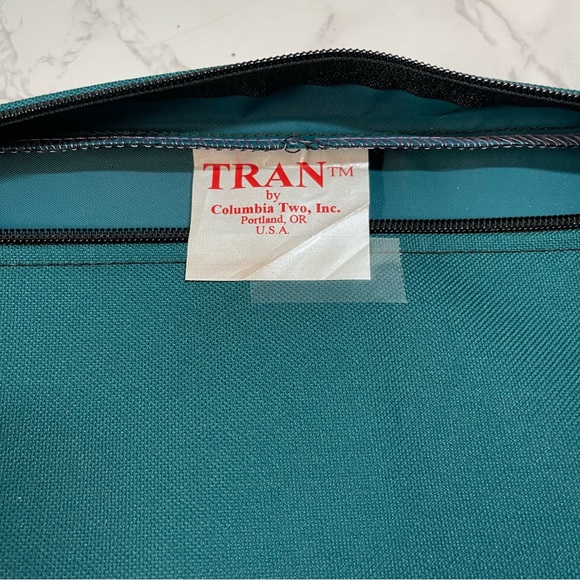 TRAN™
by
Columbia Two, Inc.
Portland, OR
U.S.A.